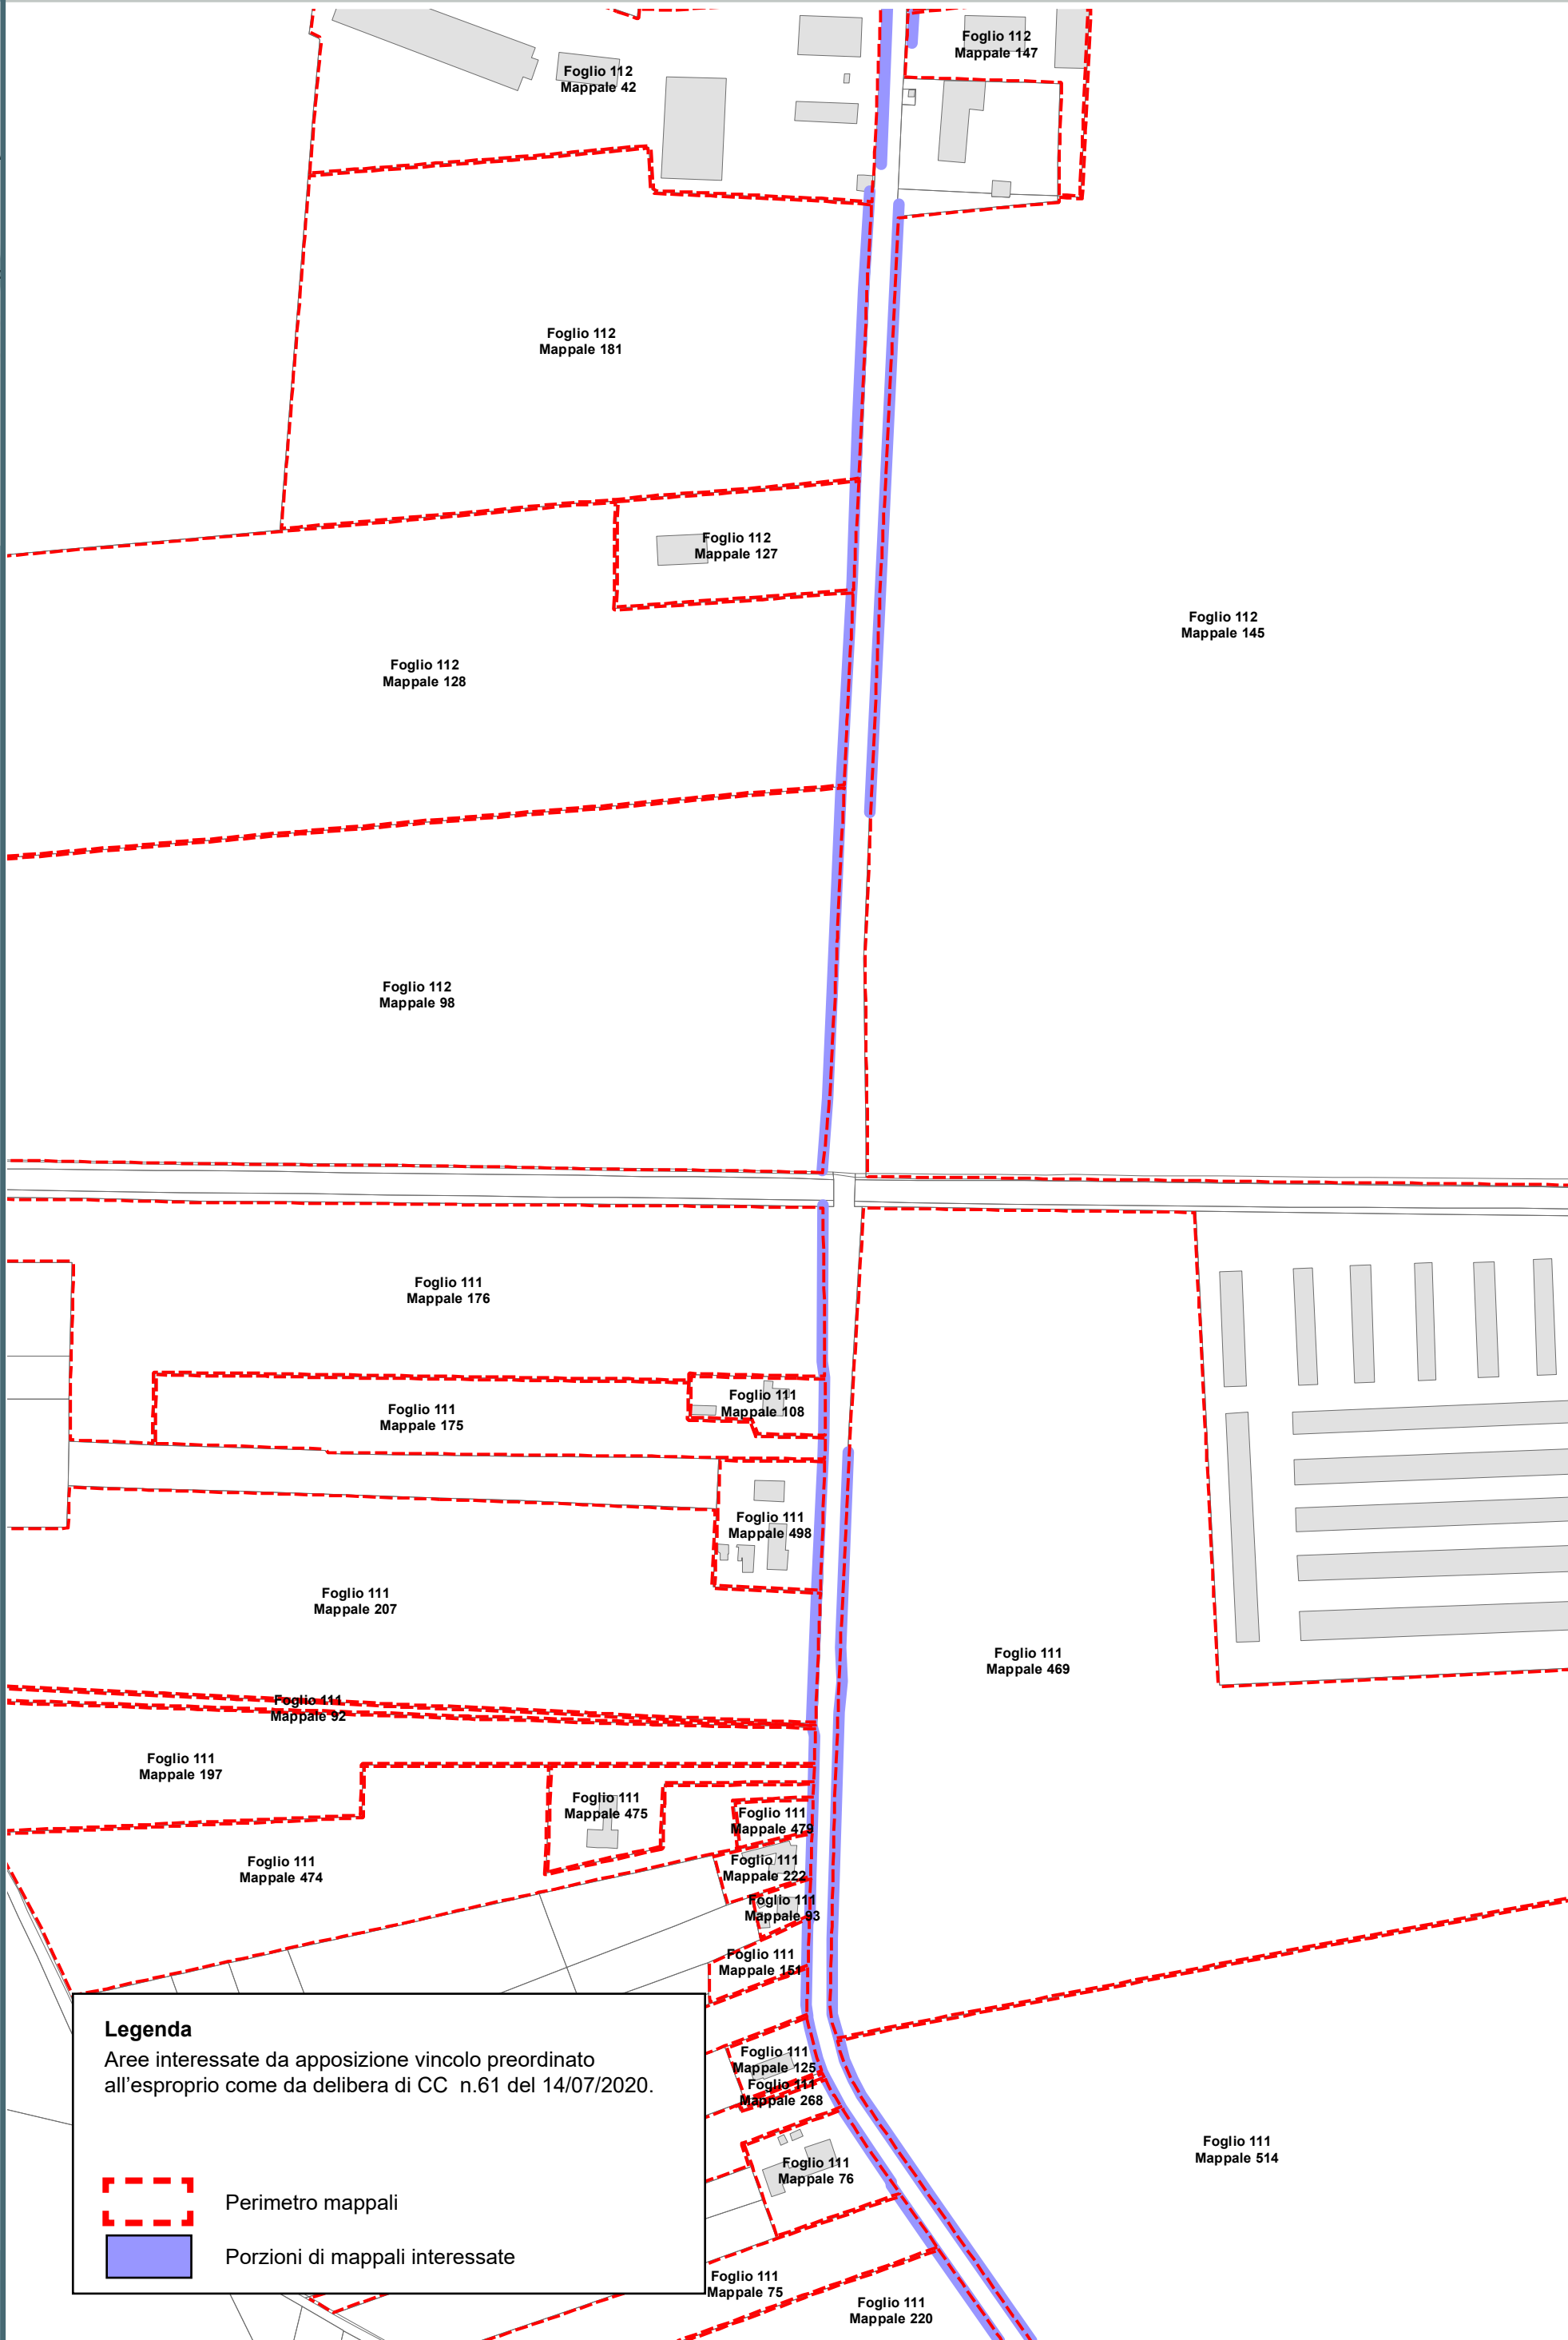 Foglio 112
Mappale 147
Foglio 112
Mappale 42
Foglio 112
Mappale 181
Foglio 112
Mappale 127
Foglio 112
Mappale 145
Foglio 112
Mappale 128
Foglio 112
Mappale 98
Foglio 111
Mappale 176
Foglio 111
Mappale 108
Foglio 111
Mappale 175
Foglio 111
Mappale 498
Foglio 111
Mappale 207
Foglio 111
Mappale 469
Foglio 111
Mappale 92
Foglio 111
Mappale 197
Foglio 111
Mappale 475
Foglio 111
Mappale 479
Foglio 111
Mappale 474
Foglio 111
Mappale 222
Foglio 111
Mappale 93
Foglio 111
Mappale 151
Foglio 111
Mappale 125
Foglio 111
Mappale 268
Foglio 111
Mappale 514
Foglio 111
Mappale 76
Foglio 111
Mappale 75
Foglio 111
Mappale 220
Legenda
Aree interessate da apposizione vincolo preordinato
all'esproprio come da delibera di CC n.61 del 14/07/2020.
Perimetro mappali
Porzioni di mappali interessate